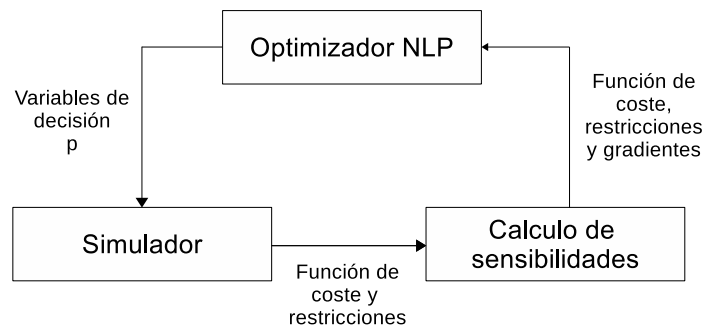 Optimizador NLP
Variables de
decisión
p
Función de
coste,
restricciones
y gradientes
Simulador
Función de
coste y
restricciones
Calculo de
sensibilidades